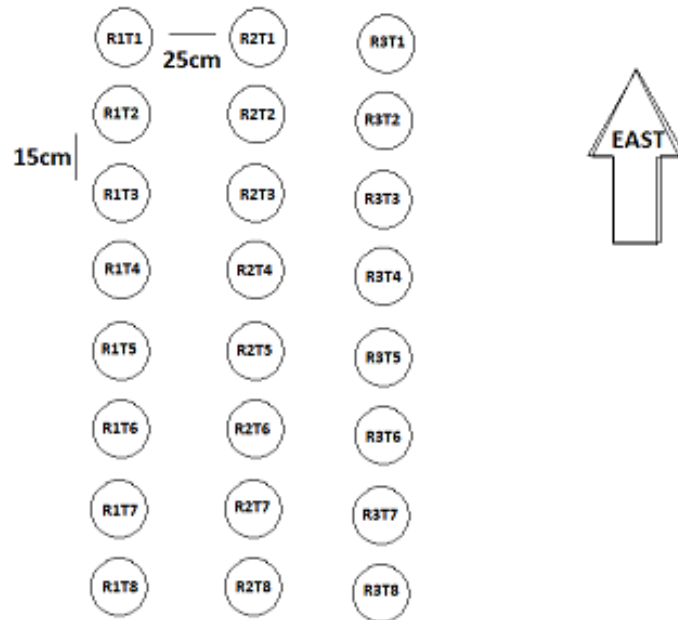 R1T1 R2T1 R3T1
25cm
R1T2 R2T2 R3T2
EAST
15cm
R1T3 R2T3 R3T3
R1T4 R2T4 R3T4
R1T5 R2T5 R3T5
R1T6 R2T6 R3T6
R1T7 R2T7 R3T7
R1T8 R2T8 R3T8